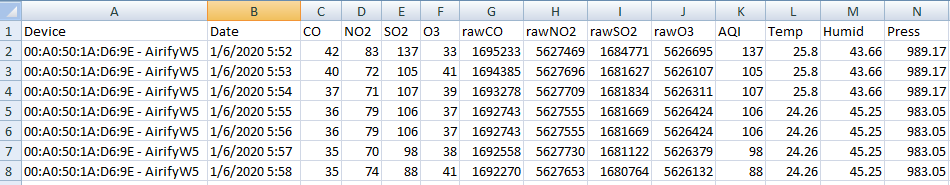 A B C D E F G H I J K L M N
1 Device Date CO NO2 SO2 O3 rawCO rawNO2 rawSO2 rawO3 AQI Temp Humid Press
2 00:A0:50:1A:D6:9E - AirifyW5 1/6/2020 5:52 42 83 137 33 1695233 5627469 1684771 5626695 137 25.8 43.66 989.17
3 00:A0:50:1A:D6:9E - AirifyW5 1/6/2020 5:53 40 72 105 41 1694385 5627696 1681627 5626107 105 25.8 43.66 989.17
4 00:A0:50:1A:D6:9E - AirifyW5 1/6/2020 5:54 37 71 107 39 1693278 5627709 1681834 5626311 107 25.8 43.66 989.17
5 00:A0:50:1A:D6:9E - AirifyW5 1/6/2020 5:55 36 79 106 37 1692743 5627555 1681669 5626424 106 24.26 45.25 983.05
6 00:A0:50:1A:D6:9E - AirifyW5 1/6/2020 5:56 36 79 106 37 1692743 5627555 1681669 5626424 106 24.26 45.25 983.05
7 00:A0:50:1A:D6:9E - AirifyW5 1/6/2020 5:57 35 70 98 38 1692558 5627730 1681122 5626379 98 24.26 45.25 983.05
8 00:A0:50:1A:D6:9E - AirifyW5 1/6/2020 5:58 35 74 88 41 1692270 5627653 1680764 5626132 88 24.26 45.25 983.05